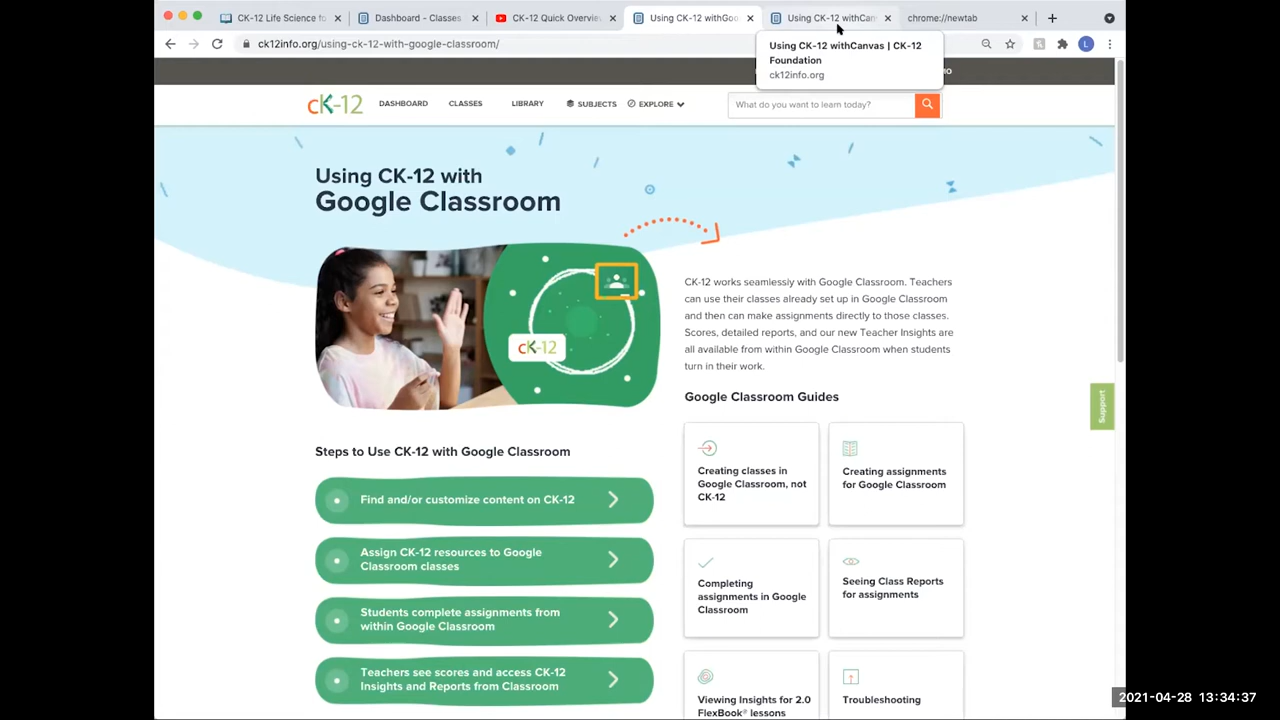 CK-12 Life Science fo
Dashboard - Classes
CK-12 Quick Overvie
Using CK-12 withGoo
Using CK-12 withCan
chrome://newtab
ck12info.org/using-ck-12-with-google-classroom/
L
Using CK-12 withCanvas | CK-12
Foundation
ck12info.org
MO
cK-12
DASHBOARD
CLASSES
LIBRARY
SUBJECTS
EXPLORE
What do you want to learn today?
Using CK-12 with
Google Classroom
cK-12
CK-12 works seamlessly with Google Classroom. Teachers
can use their classes already set up in Google Classroom
and then can make assignments directly to those classes.
Scores, detailed reports, and our new Teacher Insights are
all available from within Google Classroom when students
turn in their work.
Google Classroom Guides
Support
Creating classes in
Google Classroom, not
CK-12
Creating assignments
for Google Classroom
Steps to Use CK-12 with Google Classroom
Find and/or customize content on CK-12
Assign CK-12 resources to Google
Classroom classes
Completing
assignments in Google
Classroom
Seeing Class Reports
for assignments
Students complete assignments from
within Google Classroom
Teachers see scores and access CK-12
Insights and Reports from Classroom
Viewing Insights for 2.0
FlexBook® lessons
Troubleshooting
2021-04-28 13:34:37